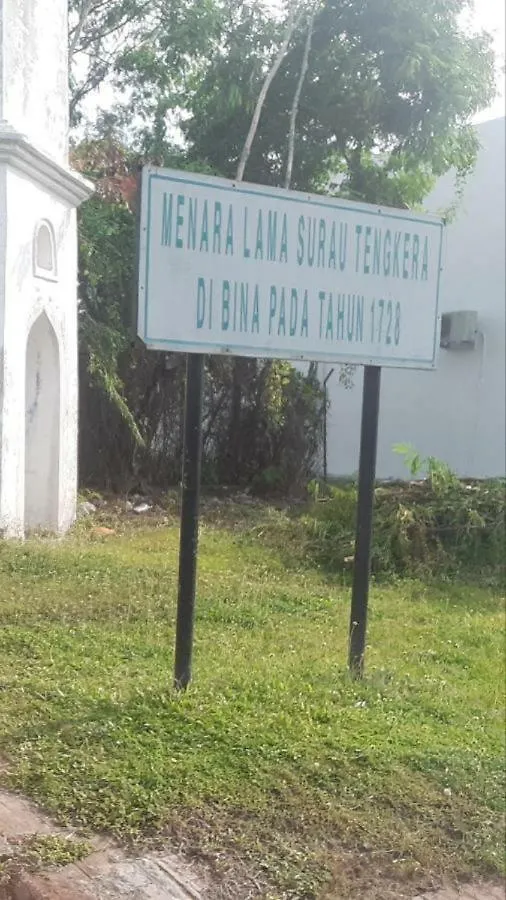 MENARA LAMA SURAU TENGKERA
DI BINA PADA TAHUN 1728